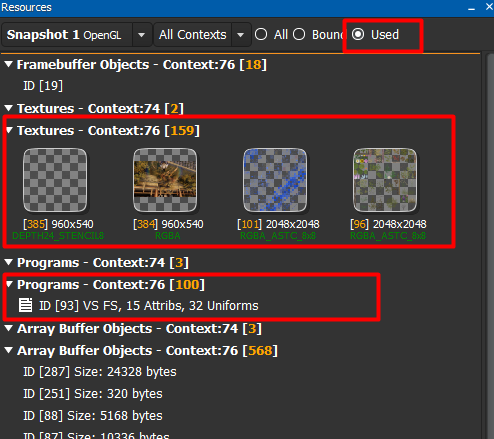 Resources
Snapshot 1 OpenGL All Contexts All Bound Used
Framebuffer Objects - Context:76 [18]
ID [19]
Textures - Context:74 [2]
Textures - Context:76 [159]
[385] 960x540 [384] 960x540 [101] 2048x2048 [96] 2048x2048
DEPTH24_STENCIL8 RGBA RGBA_ASTC_8x8 RGBA_ASTC_8x8
Programs - Context:74 [3]
Programs - Context:76 [100]
ID [93] VS FS, 15 Attribs, 32 Uniforms
Array Buffer Objects - Context:74 [3]
Array Buffer Objects - Context:76 [568]
ID [287] Size: 24328 bytes
ID [251] Size: 320 bytes
ID [88] Size: 5168 bytes
ID [87] Size: 10336 bytes